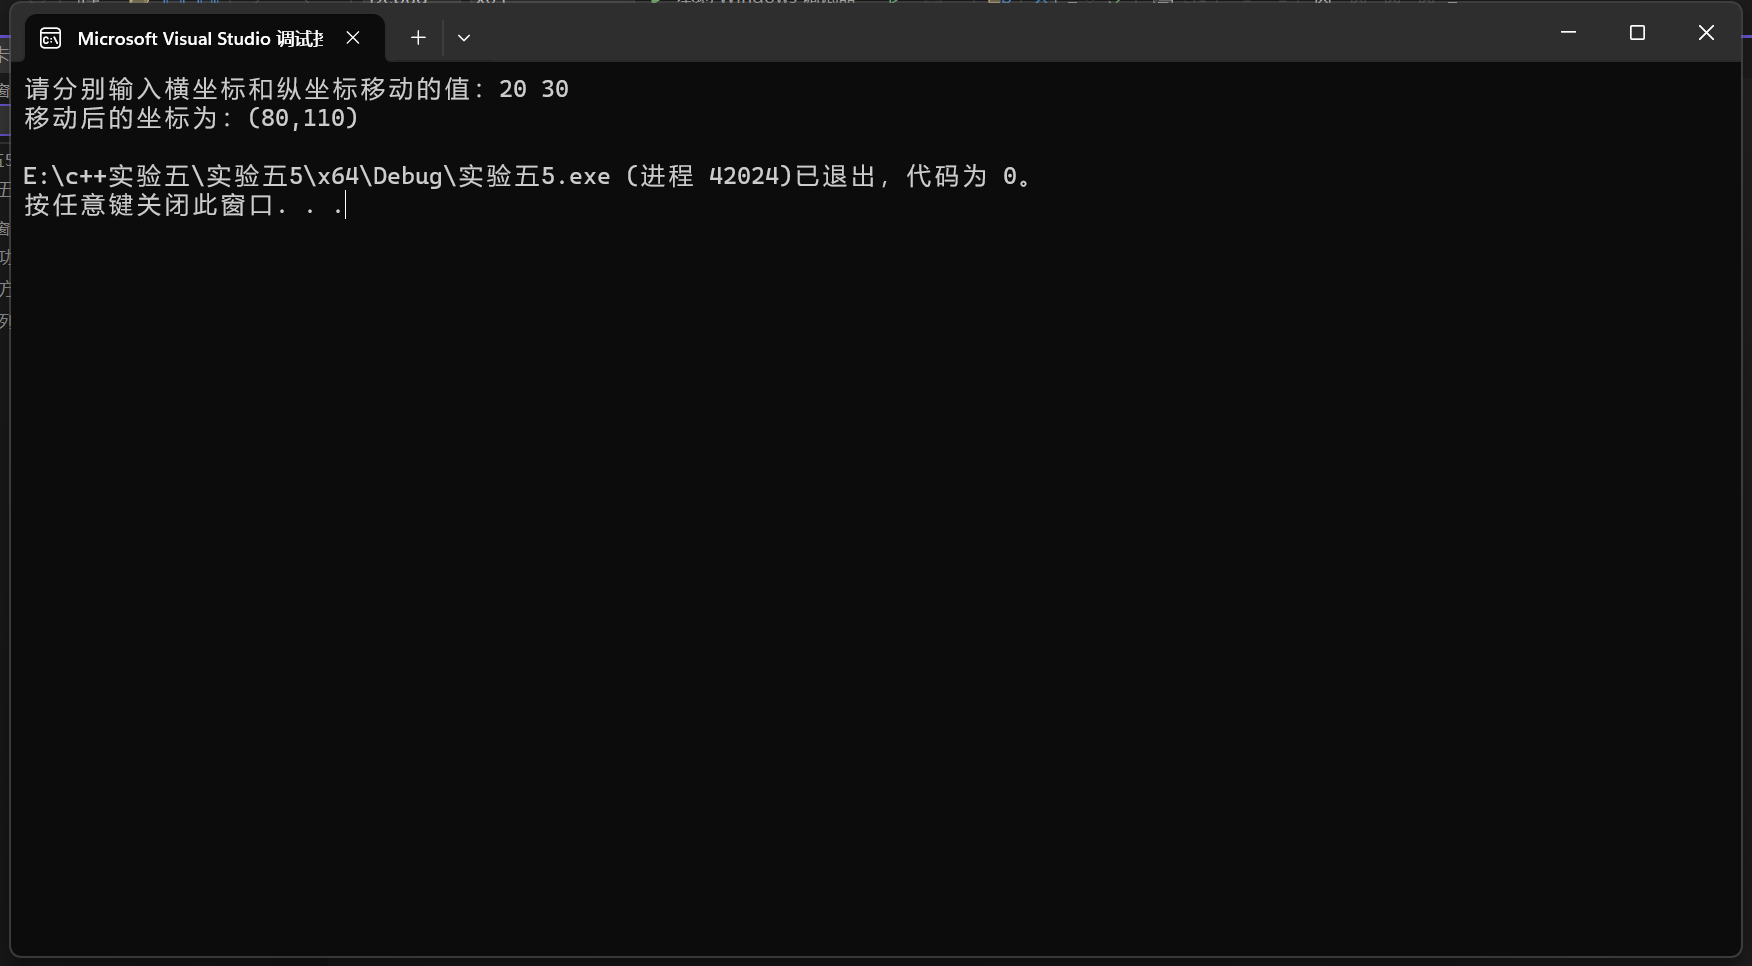 Microsoft Visual Studio 调试
请分别输入横坐标和纵坐标移动的值：20 30
移动后的坐标为：(80,110)
E:\c++实验五\实验五5\x64\Debug\实验五5.exe (进程 42024)已退出，代码为 0。
按任意键关闭此窗口. . .